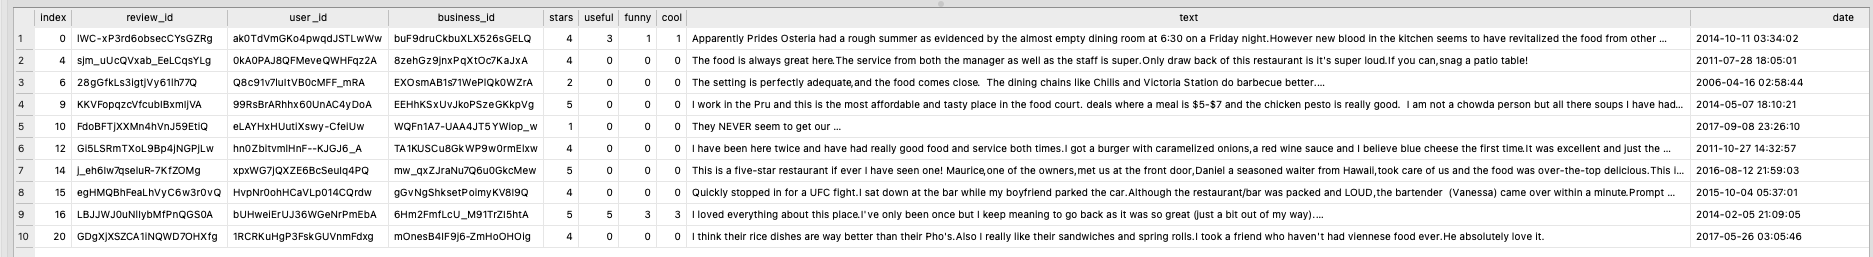 index review_id user_id business_id stars useful funny cool text date
1 0 IWC-xP3rd6obsecCYsGZRg ak0TdVmGKo4pwqdJSTLwWw buF9druCkbuXLX526sGELQ 4 3 1 1 Apparently Prides Osteria had a rough summer as evidenced by the almost empty dining room at 6:30 on a Friday night.However new blood in the kitchen seems to have revitalized the food from other ... 2014-10-11 03:34:02
2 4 sjm_uUcQVxab_EeLCqsYLg 0kA0PAJ8QFMeveQWHFqz2A 8zehGz9jnxPqXtOc7KaJxA 4 0 0 0 The food is always great here.The service from both the manager as well as the staff is super.Only draw back of this restaurant is it's super loud.If you can,snag a patio table! 2011-07-28 18:05:01
3 6 28gGfkLs3igtjVy61lh77Q Q8c91v7luItVB0cMFF_mRA EXOsmAB1s71WePlQk0WZrA 2 0 0 0 The setting is perfectly adequate,and the food comes close.  The dining chains like Chilis and Victoria Station do barbecue better.... 2006-04-16 02:58:44
4 9 KKVFopqzcVfcubIBxmIjVA 99RsBrARhhx60UnAC4yDoA EEHhKSxUvJkoPSzeGKkpVg 5 0 0 0 I work in the Pru and this is the most affordable and tasty place in the food court. deals where a meal is $5-$7 and the chicken pesto is really good.  I am not a chowda person but all there soups I have had... 2014-05-07 18:10:21
5 10 FdoBFTjXXMn4hVnJ59EtiQ eLAYHxHUutiXswy-CfeiUw WQFn1A7-UAA4JT5YWiop_w 1 0 0 0 They NEVER seem to get our ... 2017-09-08 23:26:10
6 12 Gi5LSRmTXoL9Bp4jNGPjLw hn0ZbitvmlHnF--KJGJ6_A TA1KUSCu8GkWP9w0rmElxw 4 0 0 0 I have been here twice and have had really good food and service both times.I got a burger with caramelized onions,a red wine sauce and I believe blue cheese the first time.It was excellent and just the ... 2011-10-27 14:32:57
7 14 j_eh6Iw7qseluR-7KfZOMg xpxWG7jQXZE6BcSeuIq4PQ mw_qxZJraNu7Q6u0GkcMew 5 0 0 0 This is a five-star restaurant if ever I have seen one! Maurice,one of the owners,met us at the front door,Daniel a seasoned waiter from Hawaii,took care of us and the food was over-the-top delicious.This i... 2016-08-12 21:59:03
8 15 egHMQBhFeaLhVyC6w3r0vQ HvpNr0ohHCaVLp014CQrdw gGvNgShksetPoimyKV8I9Q 4 0 0 0 Quickly stopped in for a UFC fight.I sat down at the bar while my boyfriend parked the car.Although the restaurant/bar was packed and LOUD,the bartender  (Vanessa) came over within a minute.Prompt ... 2015-10-04 05:37:01
9 16 LBJJWJ0uNlIybMfPnQGS0A bUHweiErUJ36WGeNrPmEbA 6Hm2FmfLcU_M91TrZI5htA 5 5 3 3 I loved everything about this place.I've only been once but I keep meaning to go back as it was so great (just a bit out of my way).... 2014-02-05 21:09:05
10 20 GDgXjXSZCA1iNQWD7OHXfg 1RCRKuHgP3FskGUVnmFdxg mOnesB4IF9j6-ZmHoOHOig 4 0 0 0 I think their rice dishes are way better than their Pho's.Also I really like their sandwiches and spring rolls.I took a friend who haven't had viennese food ever.He absolutely love it. 2017-05-26 03:05:46